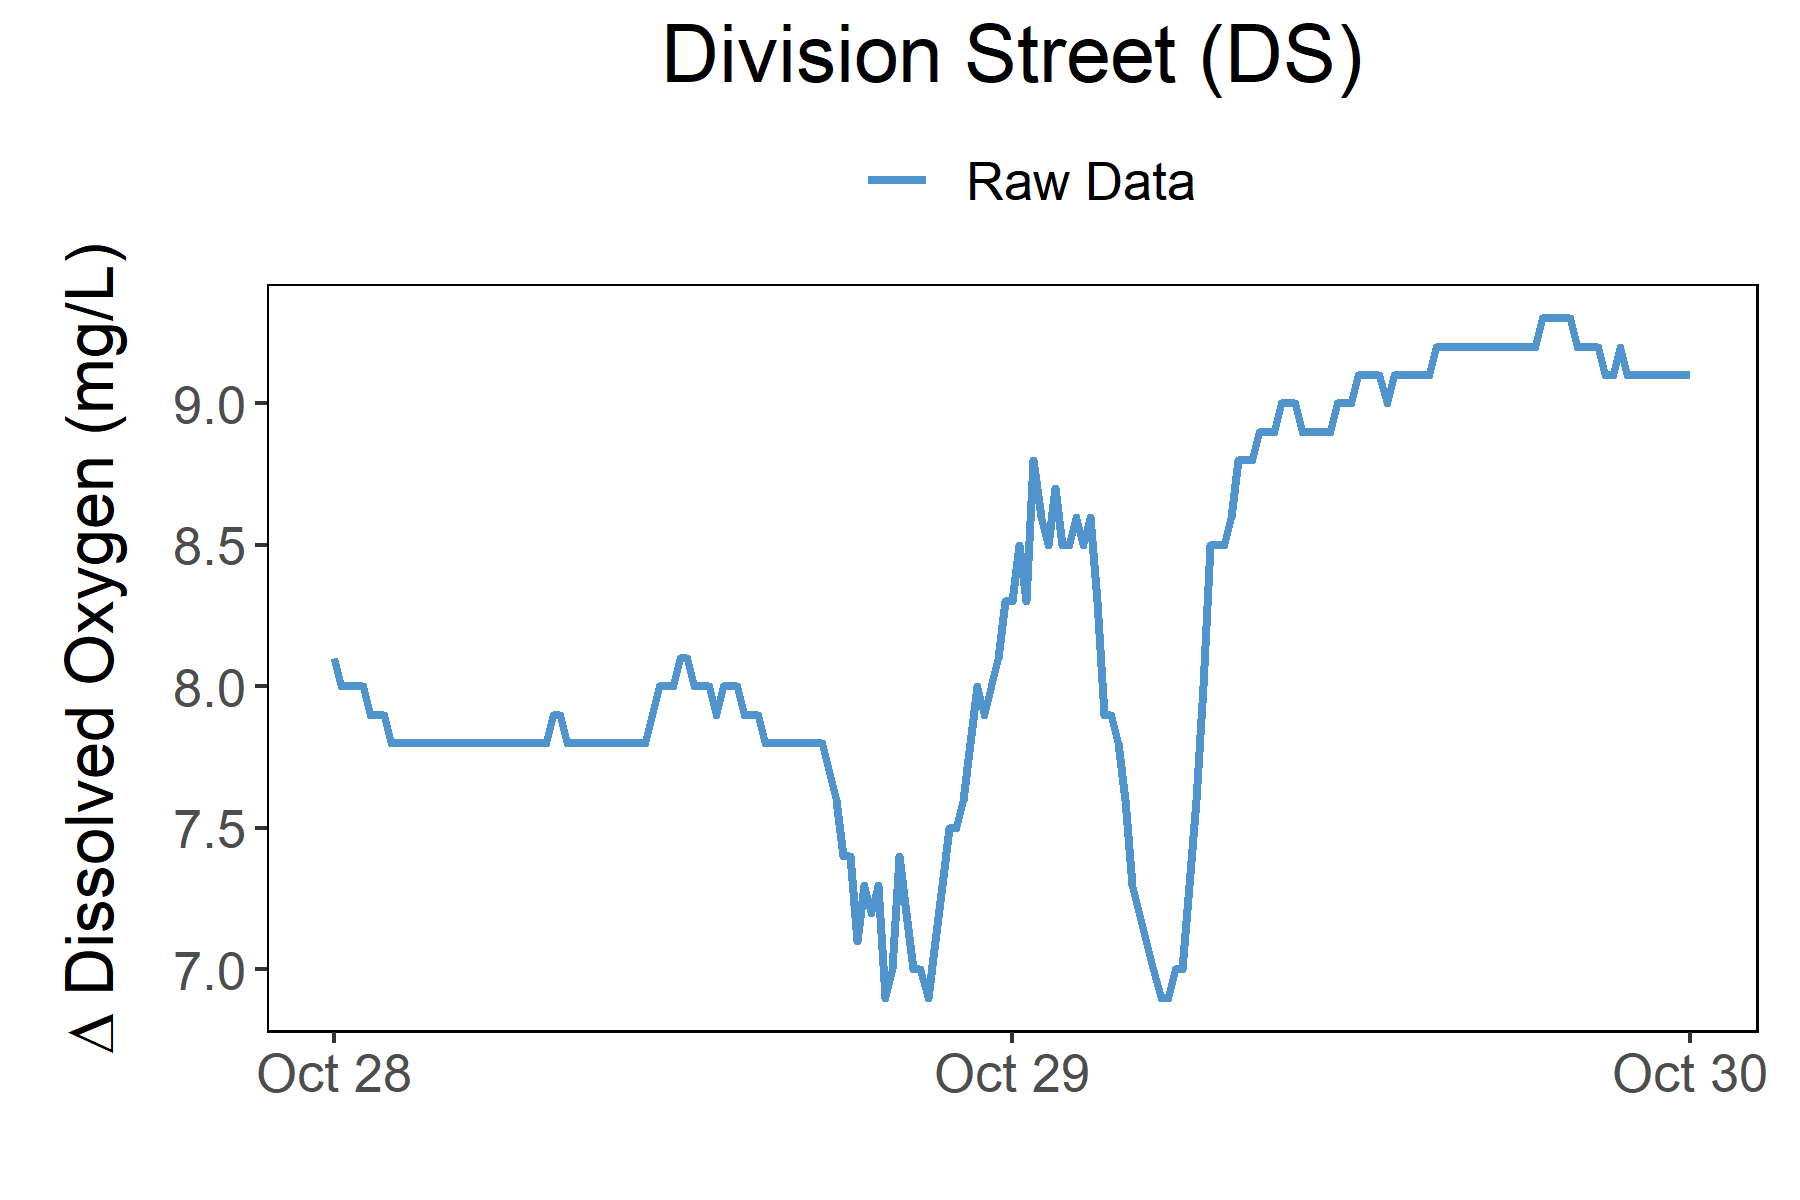 Division Street (DS)
Raw Data
Δ Dissolved Oxygen (mg/L)
9.0
8.5
8.0
7.5
7.0
Oct 28
Oct 29
Oct 30